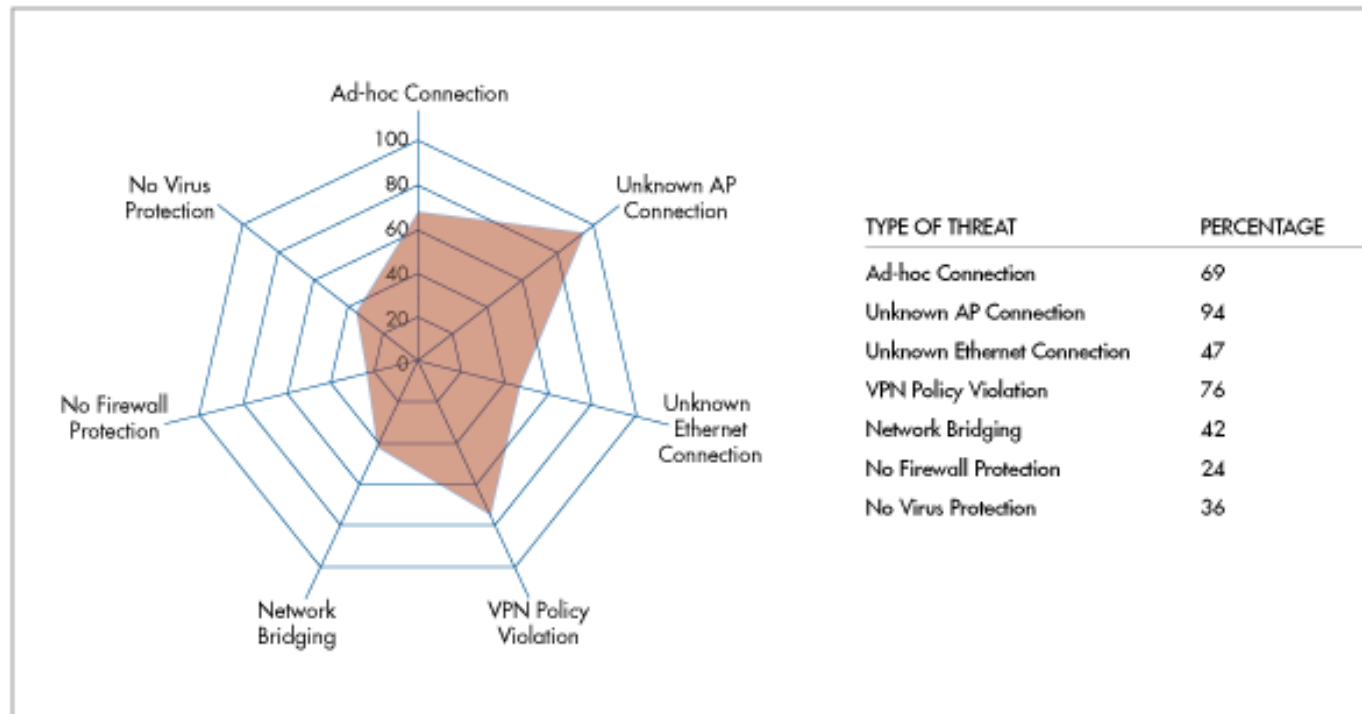 Ad-hoc Connection
100
80
60
40
20
0
No Virus
Protection
Unknown AP
Connection
No Firewall
Protection
Unknown
Ethernet
Connection
Network
Bridging
VPN Policy
Violation
TYPE OF THREAT PERCENTAGE
Ad-hoc Connection 69
Unknown AP Connection 94
Unknown Ethernet Connection 47
VPN Policy Violation 76
Network Bridging 42
No Firewall Protection 24
No Virus Protection 36